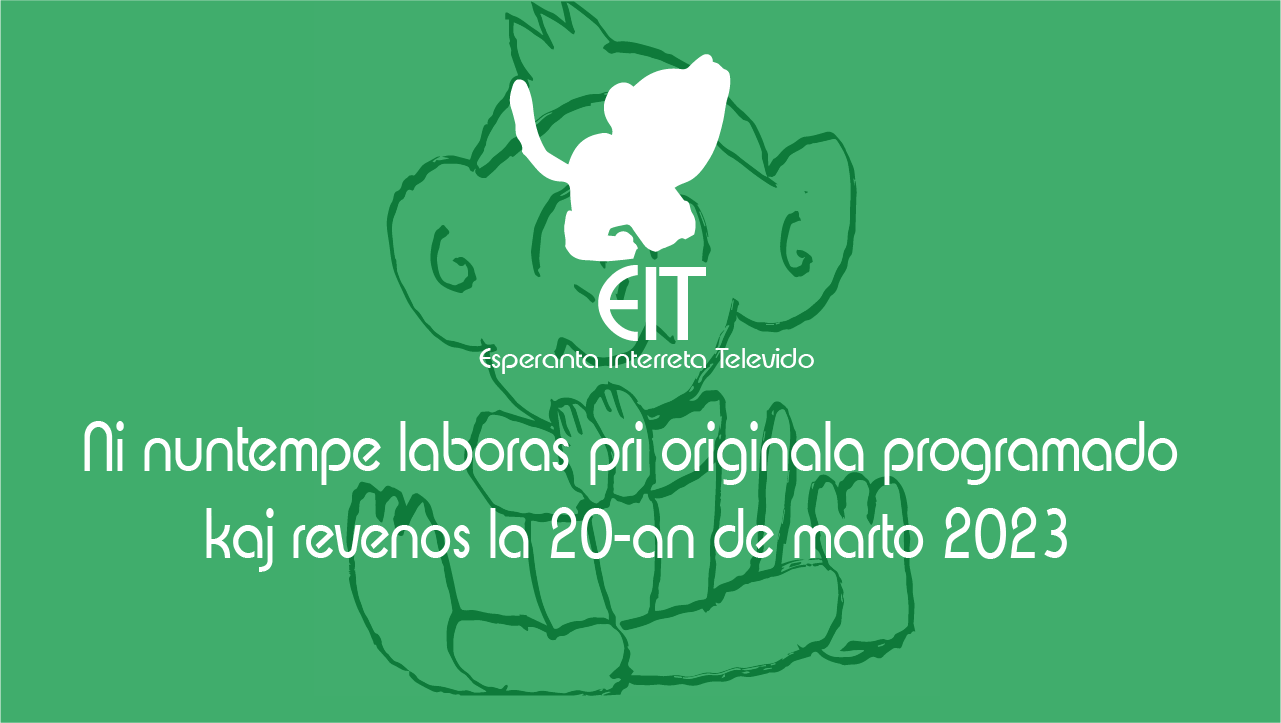 EIT
Esperanta Interreta Televido
Ni nuntempe laboras pri originala programado
kaj revenos la 20-an de marto 2023